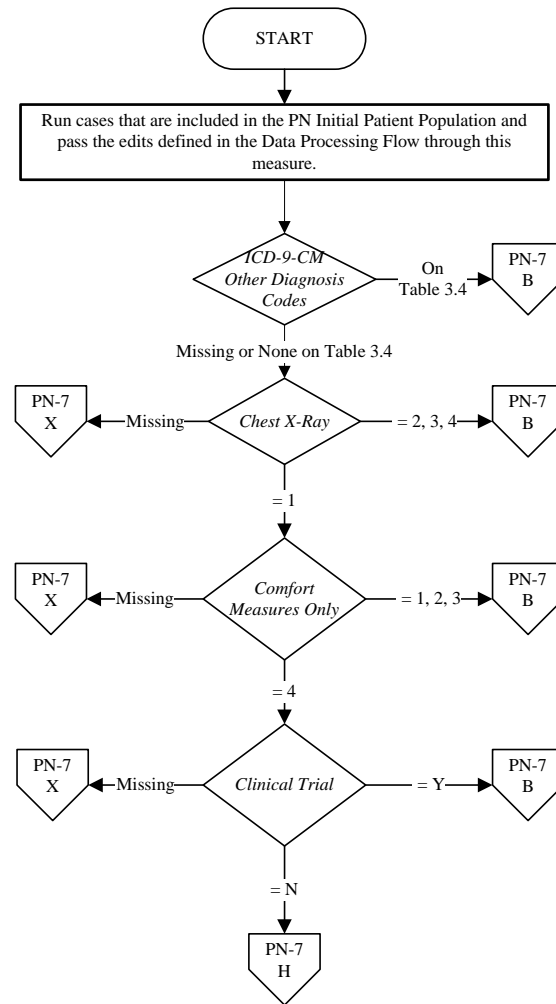 START
Run cases that are included in the PN Initial Patient Population and
pass the edits defined in the Data Processing Flow through this
measure.
ICD-9-CM
Other Diagnosis
Codes
On
Table 3.4
PN-7
B
Missing or None on Table 3.4
PN-7
X
Missing
Chest X-Ray
= 2, 3, 4
PN-7
B
= 1
PN-7
X
Missing
Comfort
Measures Only
= 1, 2, 3
PN-7
B
= 4
PN-7
X
Missing
Clinical Trial
= Y
PN-7
B
= N
PN-7
H